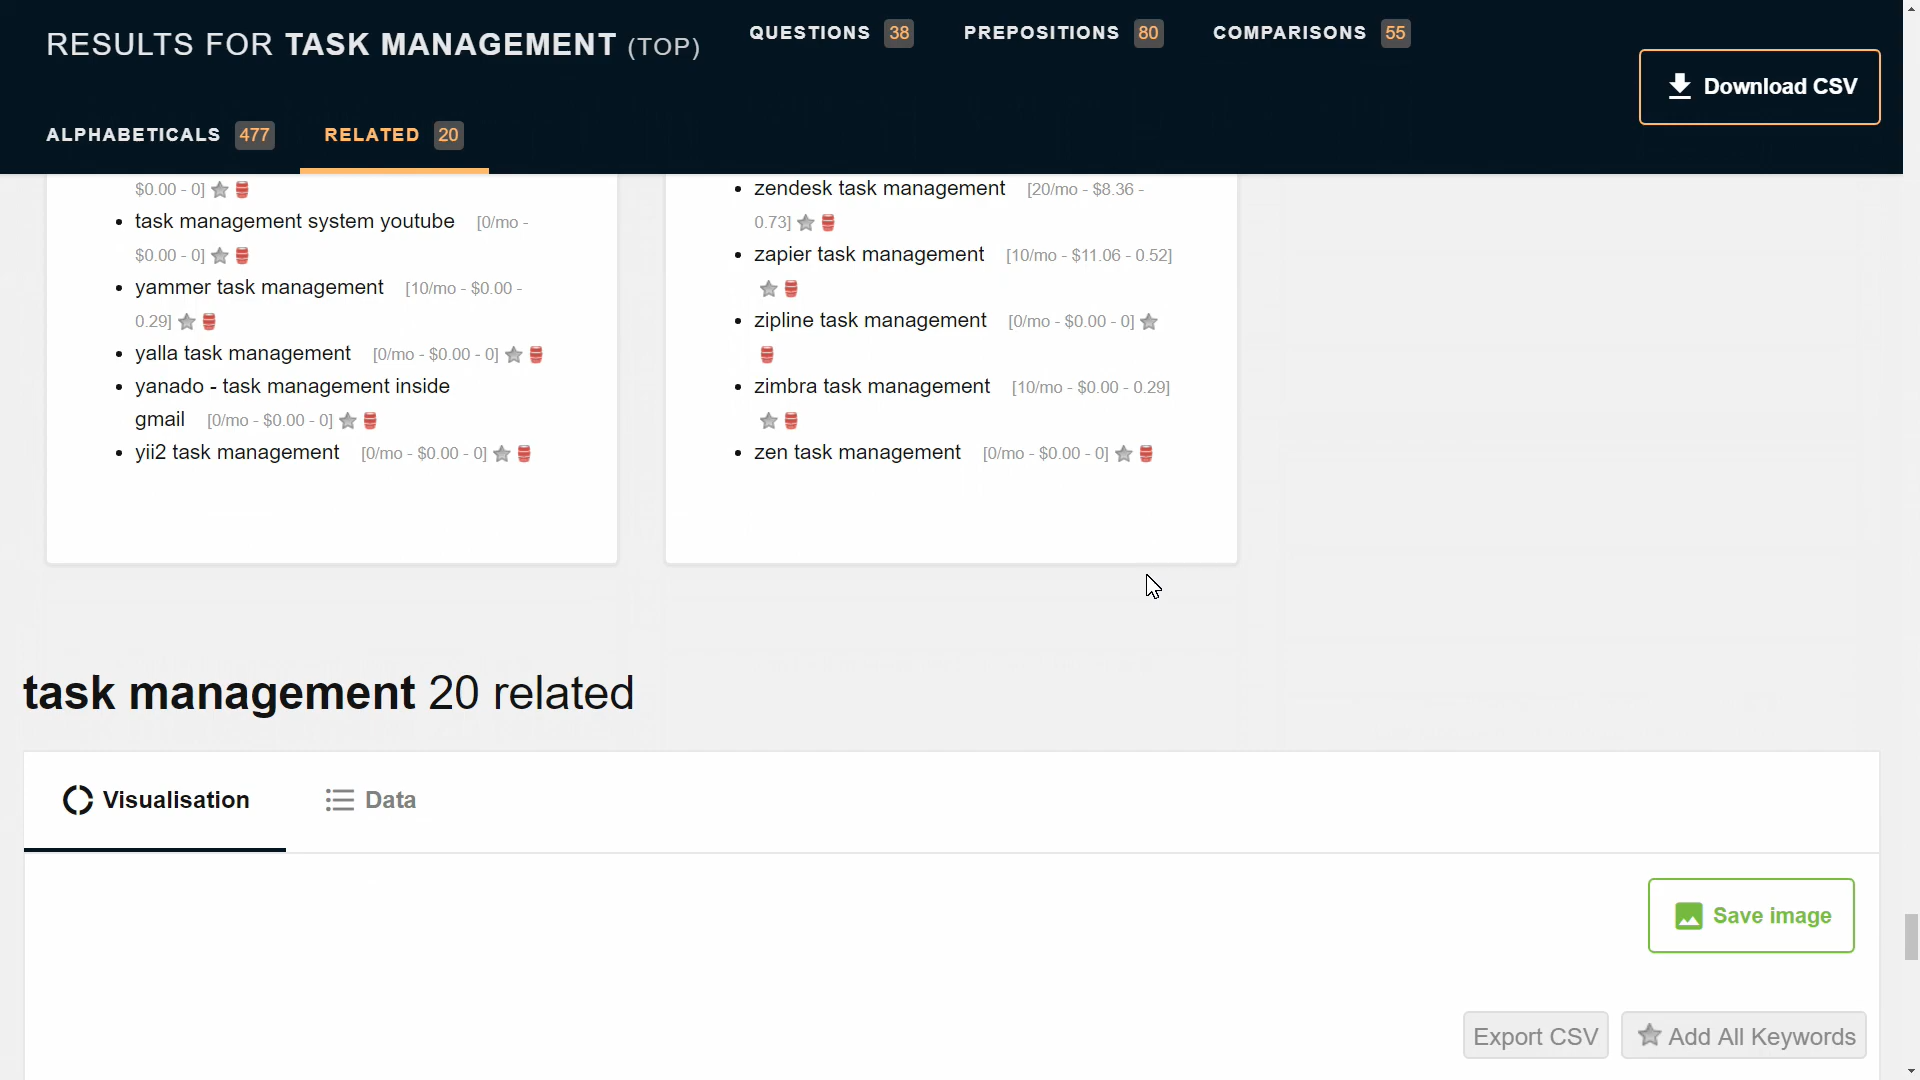 RESULTS FOR TASK MANAGEMENT (TOP)
QUESTIONS 38
PREPOSITIONS 80
COMPARISONS 55
Download CSV
ALPHABETICALS 477
RELATED 20
$0.00 - 0]
• task management system youtube [0/mo -
$0.00 - 0]
• yammer task management [10/mo - $0.00 -
0.29]
• yalla task management [0/mo - $0.00 - 0]
• yanado - task management inside
gmail [0/mo - $0.00 - 0]
• yii2 task management [0/mo - $0.00 - 0]
• zendesk task management [20/mo - $8.36 -
0.73]
• zapier task management [10/mo - $11.06 - 0.52]
• zipline task management [0/mo - $0.00 - 0]
• zimbra task management [10/mo - $0.00 - 0.29]
• zen task management [0/mo - $0.00 - 0]
task management 20 related
Visualisation
Data
Save image
Export CSV
Add All Keywords